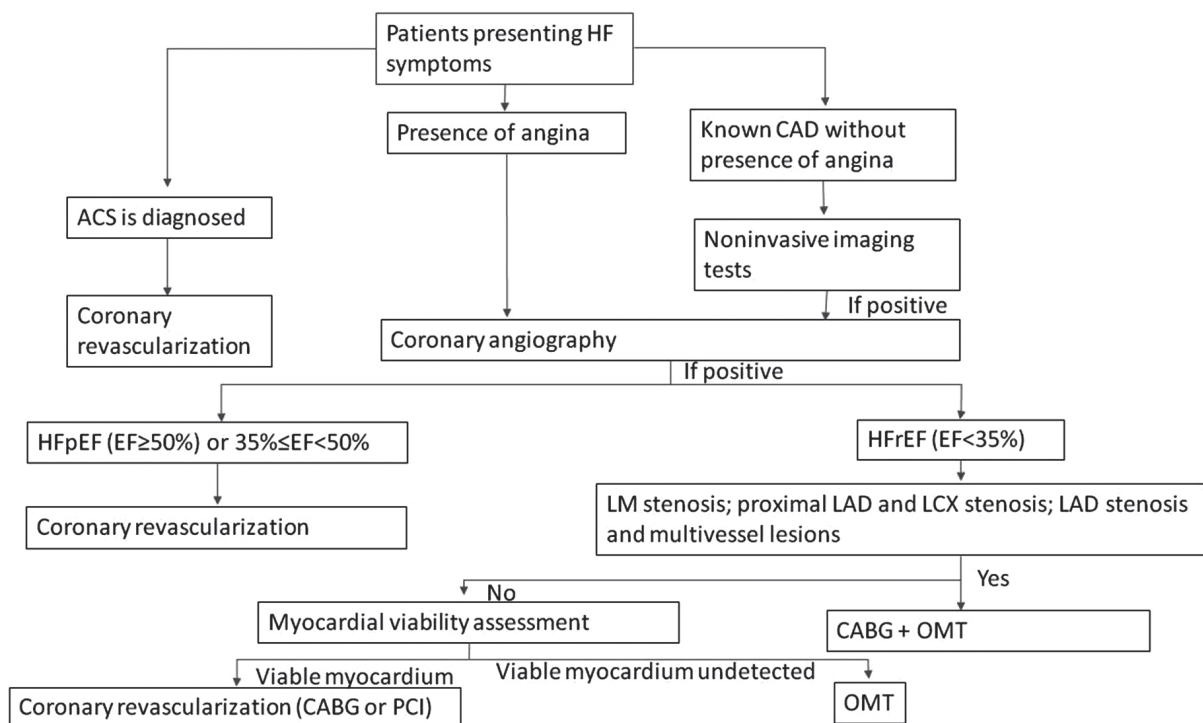 Patients presenting HF
symptoms
Presence of angina
Known CAD without
presence of angina
ACS is diagnosed
Noninvasive imaging
tests
Coronary
revascularization
If positive
Coronary angiography
If positive
HFpEF (EF≥50%) or 35%≤EF<50%
HFrEF (EF<35%)
Coronary revascularization
LM stenosis; proximal LAD and LCX stenosis; LAD stenosis
and multivessel lesions
Yes
No
Myocardial viability assessment
CABG + OMT
Viable myocardium
Viable myocardium undetected
Coronary revascularization (CABG or PCI)
OMT